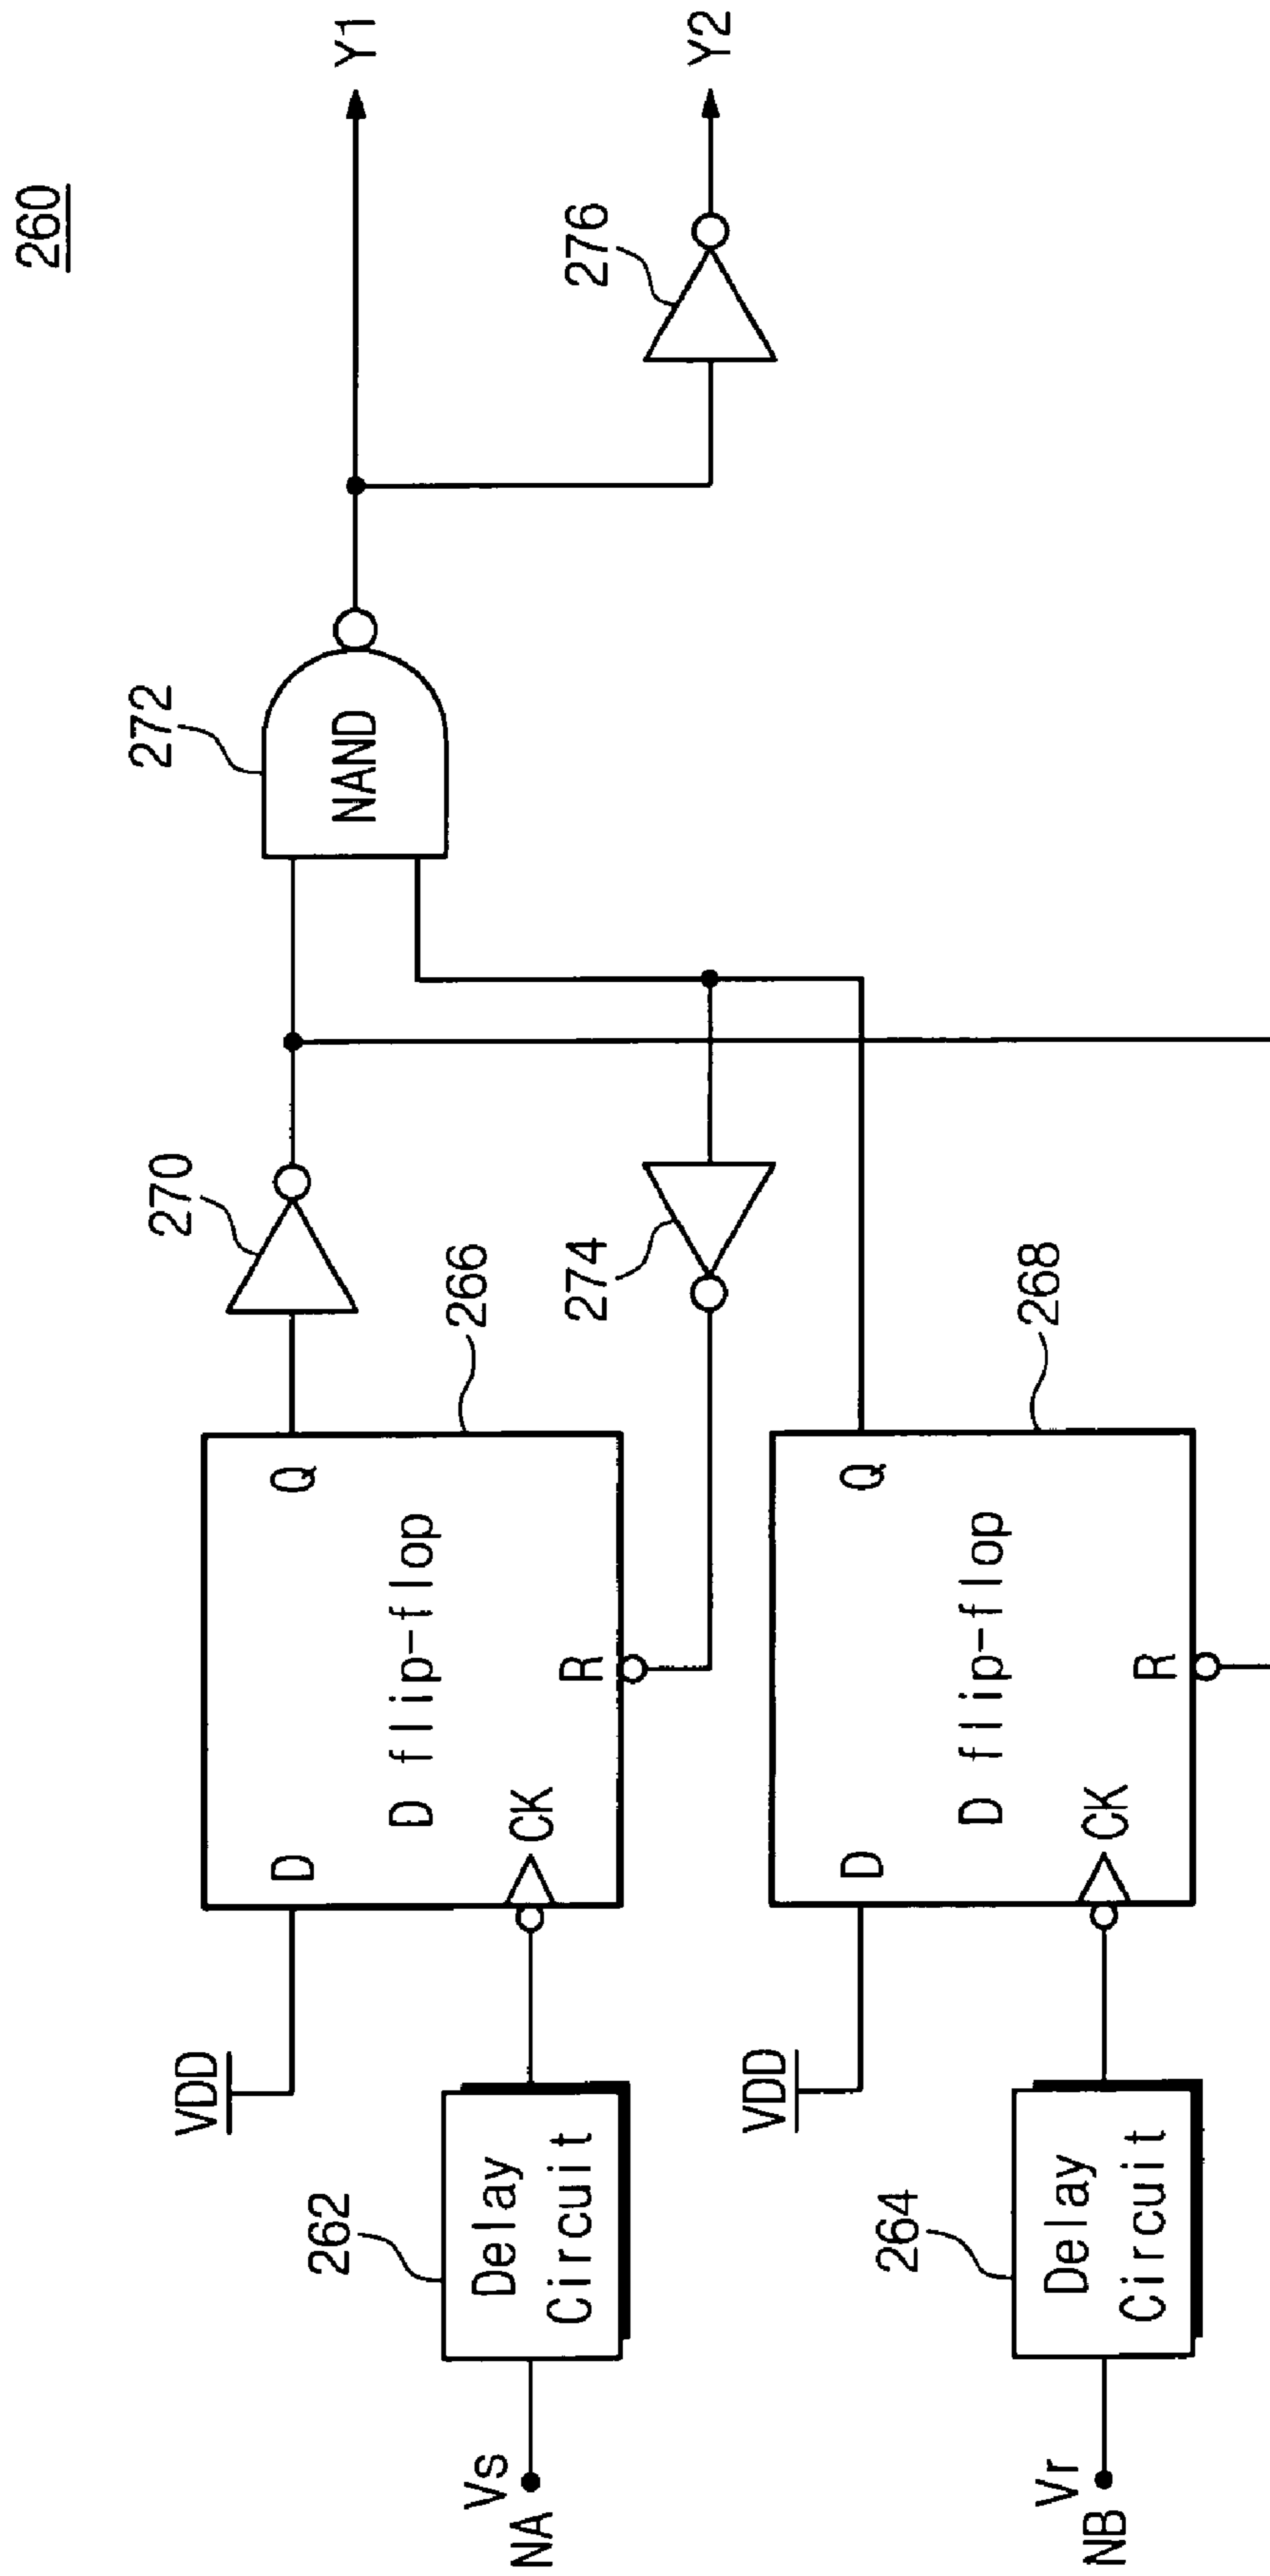 260
VDD
D
Q
D flip-flop
CK
R
266
262
Delay
Circuit
Vs
NA
270
272
NAND
Y1
274
276
Y2
VDD
D
Q
D flip-flop
CK
R
268
264
Delay
Circuit
Vr
NB